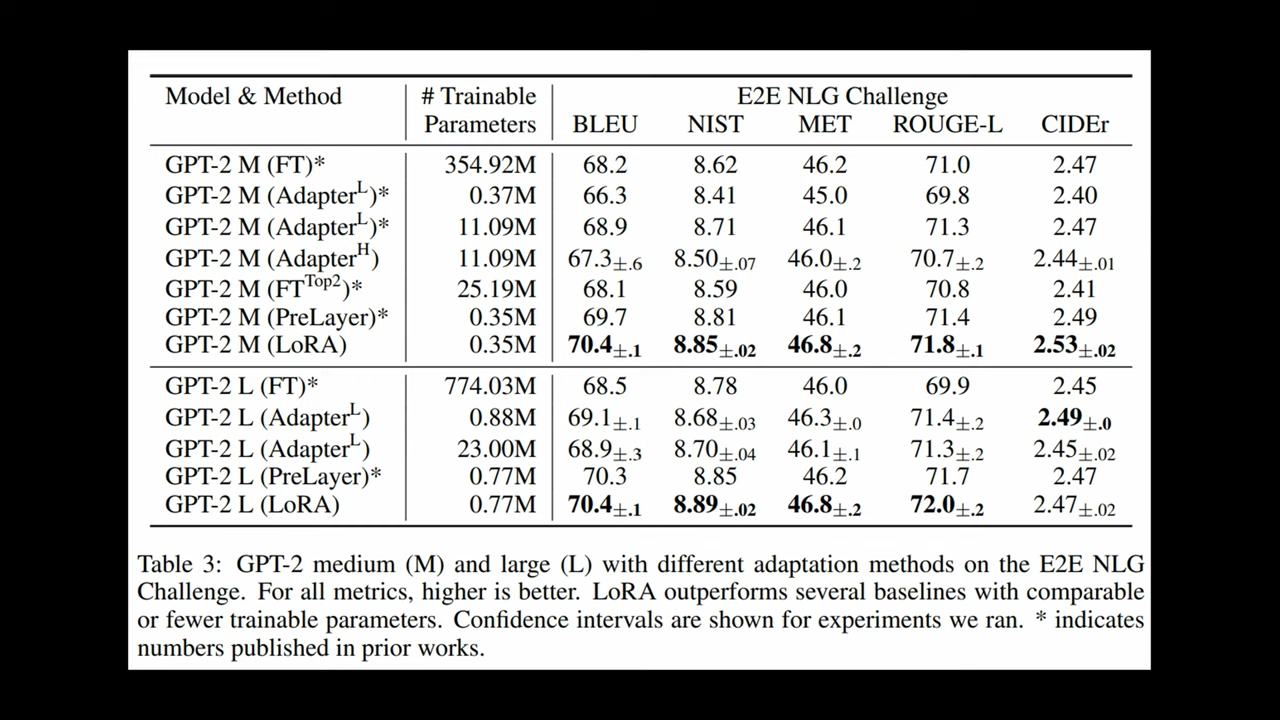 Model & Method # Trainable Parameters E2E NLG Challenge
BLEU NIST MET ROUGE-L CIDEr
GPT-2 M (FT)* 354.92M 68.2 8.62 46.2 71.0 2.47
GPT-2 M (AdapterL)* 0.37M 66.3 8.41 45.0 69.8 2.40
GPT-2 M (AdapterL)* 11.09M 68.9 8.71 46.1 71.3 2.47
GPT-2 M (AdapterH) 11.09M 67.3±.6 8.50±.07 46.0±.2 70.7±.2 2.44±.01
GPT-2 M (FTTop2)* 25.19M 68.1 8.59 46.0 70.8 2.41
GPT-2 M (PreLayer)* 0.35M 69.7 8.81 46.1 71.4 2.49
GPT-2 M (LoRA) 0.35M 70.4±.1 8.85±.02 46.8±.2 71.8±.1 2.53±.02
GPT-2 L (FT)* 774.03M 68.5 8.78 46.0 69.9 2.45
GPT-2 L (AdapterL) 0.88M 69.1±.1 8.68±.03 46.3±.0 71.4±.2 2.49±.0
GPT-2 L (AdapterL) 23.00M 68.9±.3 8.70±.04 46.1±.1 71.3±.2 2.45±.02
GPT-2 L (PreLayer)* 0.77M 70.3 8.85 46.2 71.7 2.47
GPT-2 L (LoRA) 0.77M 70.4±.1 8.89±.02 46.8±.2 72.0±.2 2.47±.02
Table 3: GPT-2 medium (M) and large (L) with different adaptation methods on the E2E NLG
Challenge. For all metrics, higher is better. LoRA outperforms several baselines with comparable
or fewer trainable parameters. Confidence intervals are shown for experiments we ran. * indicates
numbers published in prior works.